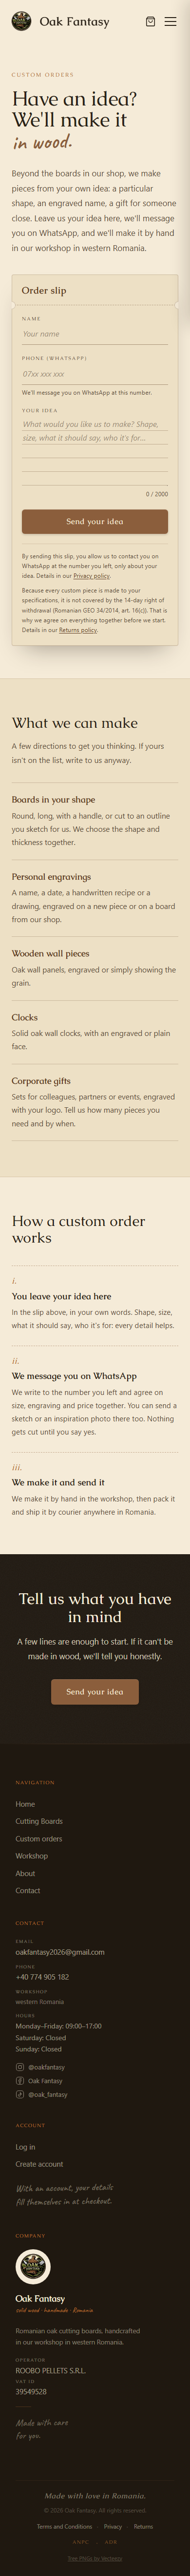 Oak Fantasy
CUSTOM ORDERS
Have an idea?
We'll make it
in wood.
Beyond the boards in our shop, we make
pieces from your own idea: a particular
shape, an engraved name, a gift for someone
close. Leave us your idea here, we'll message
you on WhatsApp, and we'll make it by hand
in our workshop in western Romania.
Order slip
NAME
Your name
PHONE (WHATSAPP)
07xx xxx xxx
We'll message you on WhatsApp at this number.
YOUR IDEA
What would you like us to make? Shape,
size, what it should say, who it's for...
0 / 2000
Send your idea
By sending this slip, you allow us to contact you on
WhatsApp at the number you left, only about your
idea. Details in our Privacy policy.
Because every custom piece is made to your
specifications, it is not covered by the 14-day right of
withdrawal (Romanian GEO 34/2014, art. 16(c)). That is
why we agree on everything together before we start.
Details in our Returns policy.
What we can make
A few directions to get you thinking. If yours
isn't on the list, write to us anyway.
Boards in your shape
Round, long, with a handle, or cut to an outline
you sketch for us. We choose the shape and
thickness together.
Personal engravings
A name, a date, a handwritten recipe or a
drawing, engraved on a new piece or on a board
from our shop.
Wooden wall pieces
Oak wall panels, engraved or simply showing the
grain.
Clocks
Solid oak wall clocks, with an engraved or plain
face.
Corporate gifts
Sets for colleagues, partners or events, engraved
with your logo. Tell us how many pieces you
need and by when.
How a custom order
works
i.
You leave your idea here
In the slip above, in your own words. Shape, size,
what it should say, who it's for: every detail helps.
ii.
We message you on WhatsApp
We write to the number you left and agree on
size, engraving and price together. You can send a
sketch or an inspiration photo there too. Nothing
gets cut until you say yes.
iii.
We make it and send it
We make it by hand in the workshop, then pack it
and ship it by courier anywhere in Romania.
Tell us what you have
in mind
A few lines are enough to start. If it can't be
made in wood, we'll tell you honestly.
Send your idea
NAVIGATION
Home
Cutting Boards
Custom orders
Workshop
About
Contact
CONTACT
EMAIL
oakfantasy2026@gmail.com
PHONE
+40 774 905 182
WORKSHOP
western Romania
HOURS
Monday–Friday: 09:00–17:00
Saturday: Closed
Sunday: Closed
@oakfantasy
Oak Fantasy
@oak_fantasy
ACCOUNT
Log in
Create account
With an account, your details
fill themselves in at checkout.
COMPANY
Oak Fantasy
solid wood · handmade · Romania
Romanian oak cutting boards, handcrafted
in our workshop in western Romania.
OPERATOR
ROOBO PELLETS S.R.L.
VAT ID
39549528
Made with care
for you.
Made with love in Romania.
© 2026 Oak Fantasy. All rights reserved.
Terms and Conditions · Privacy · Returns
ANPC · ADR